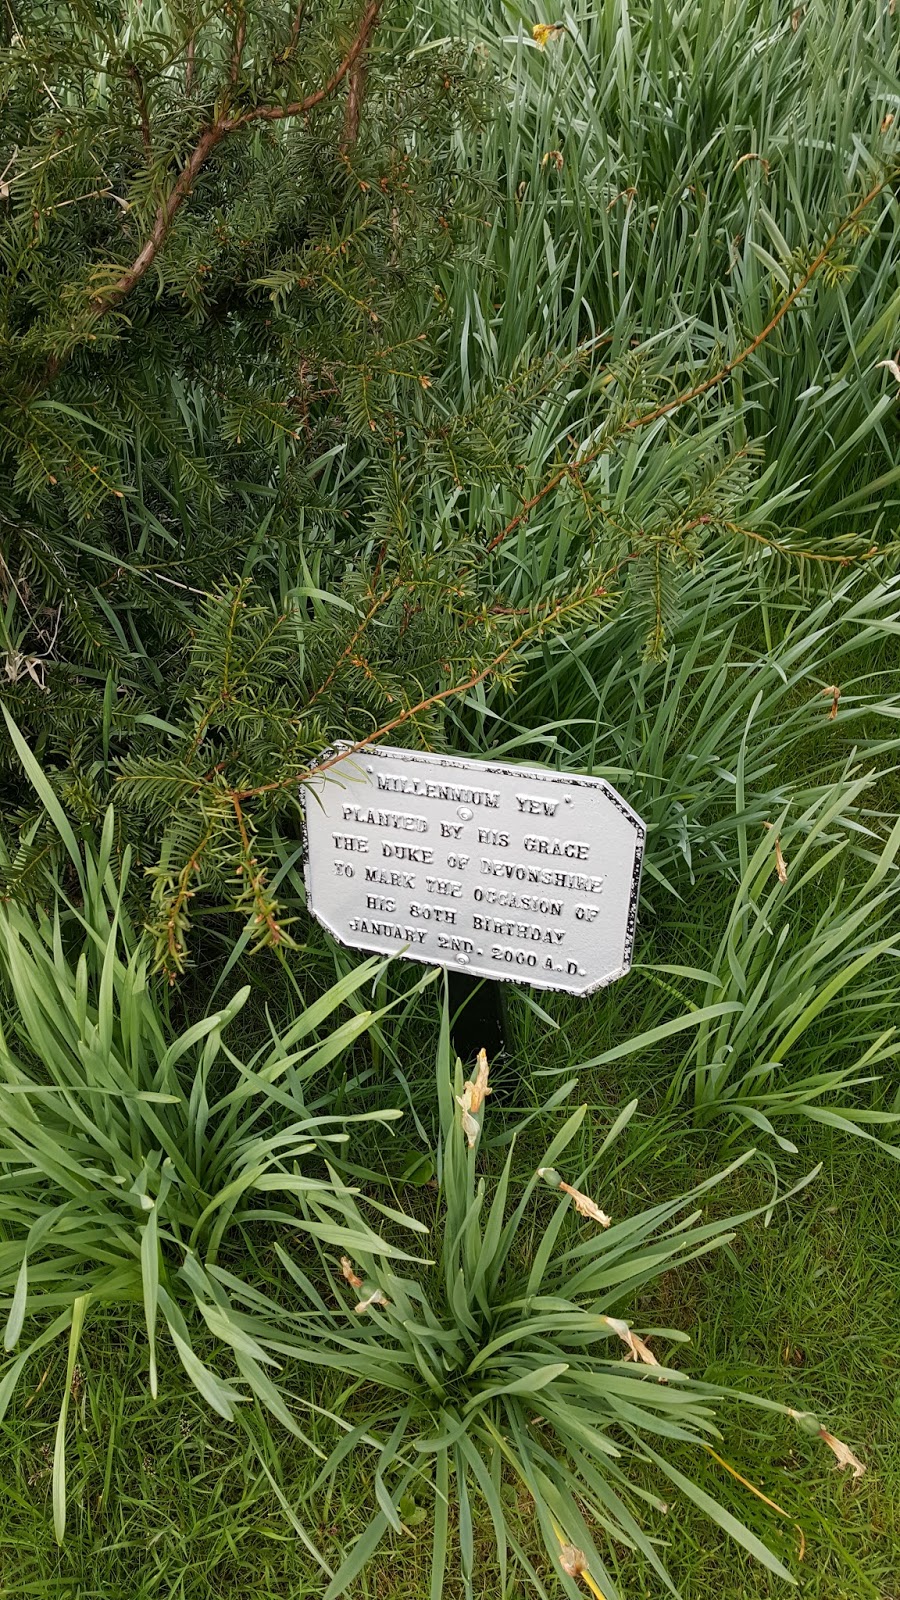 "MILLENNIUM YEW"
PLANTED BY HIS GRACE
THE DUKE OF DEVONSHIRE
TO MARK THE OCCASION OF
HIS 80TH BIRTHDAY
JANUARY 2ND. 2000 A.D.